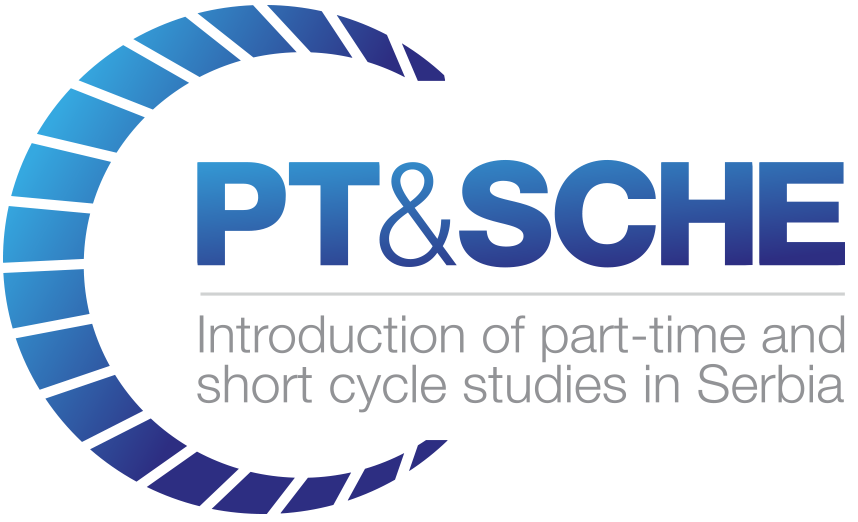 PT&SCHE
Introduction of part-time and
short cycle studies in Serbia